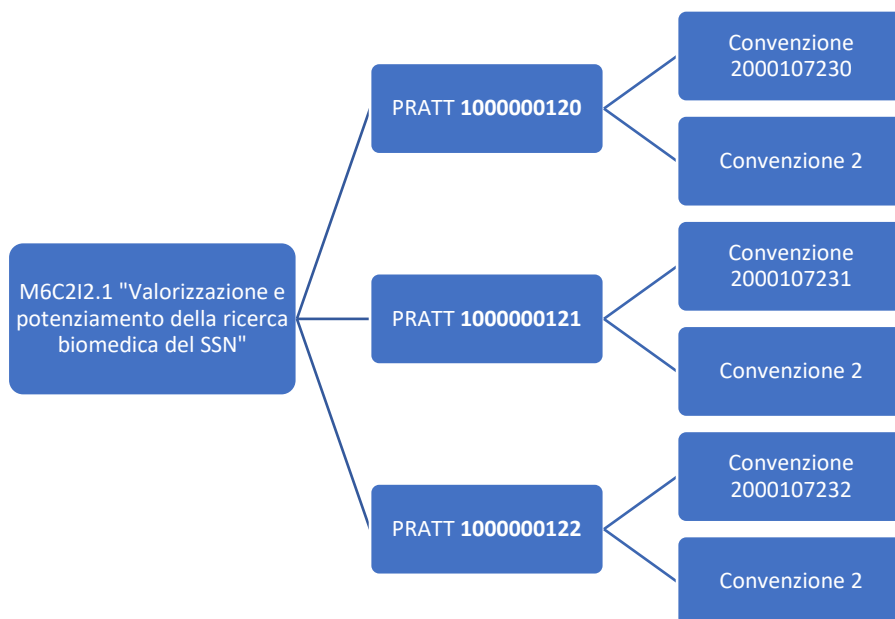 M6C2I2.1 "Valorizzazione e
potenziamento della ricerca
biomedica del SSN"
PRATT 1000000120
Convenzione
2000107230
Convenzione 2
PRATT 1000000121
Convenzione
2000107231
Convenzione 2
PRATT 1000000122
Convenzione
2000107232
Convenzione 2